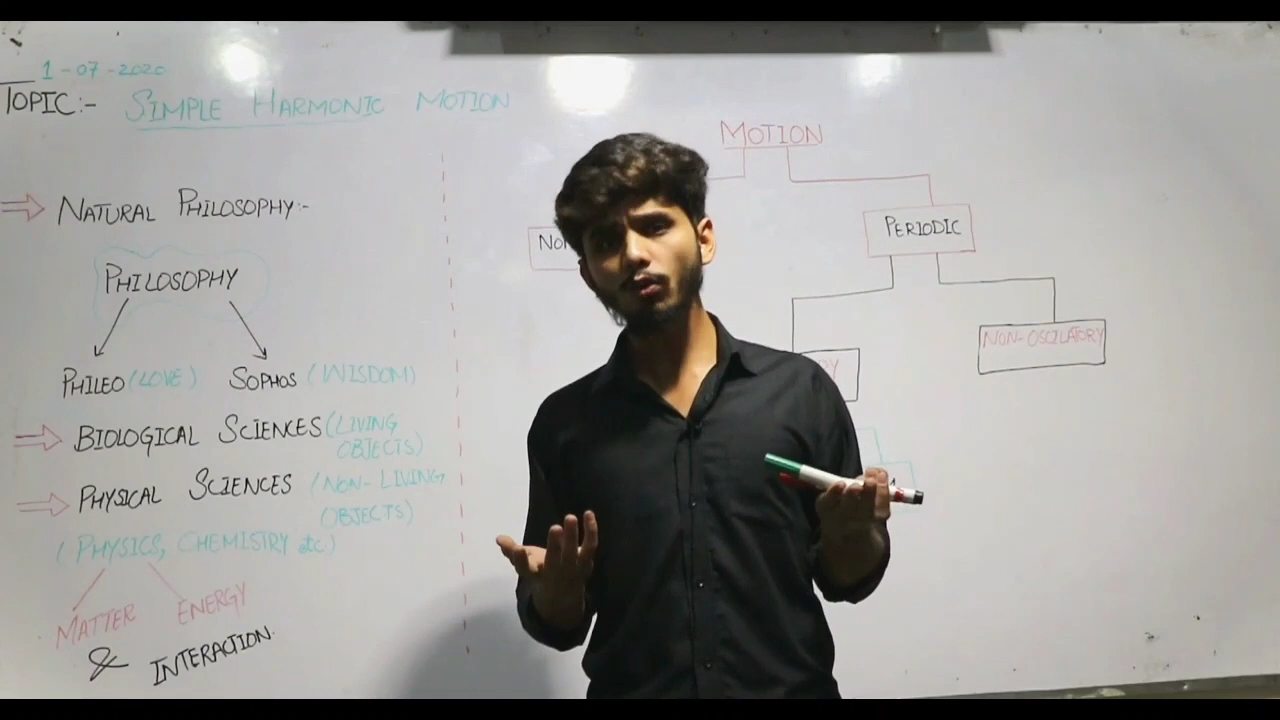 1-07-2020
TOPIC:- SIMPLE HARMONIC MOTION
NATURAL PHILOSOPHY:-
PHILOSOPHY
PHILEO (LOVE) SOPHOS (WISDOM)
BIOLOGICAL SCIENCES (LIVING
OBJECTS)
PHYSICAL SCIENCES (NON-LIVING
OBJECTS)
(PHYSICS, CHEMISTRY etc)
MATTER ENERGY
& INTERACTION.
MOTION
PERIODIC
NON-OSCILATORY